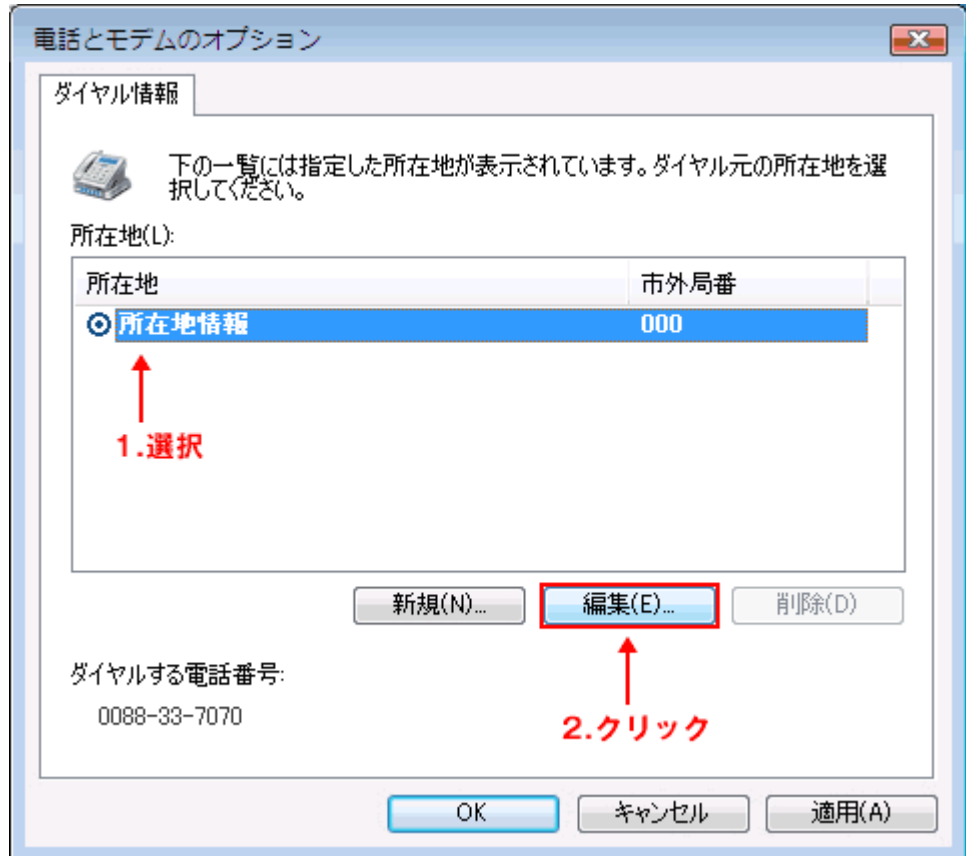 電話とモデムのオプション
ダイヤル情報
下の一覧には指定した所在地が表示されています。ダイヤル元の所在地を選
択してください。
所在地(L):
所在地 市外局番
所在地情報 000
1.選択
新規(N)... 編集(E)... 削除(D)
ダイヤルする電話番号:
0088-33-7070
2.クリック
OK キャンセル 適用(A)